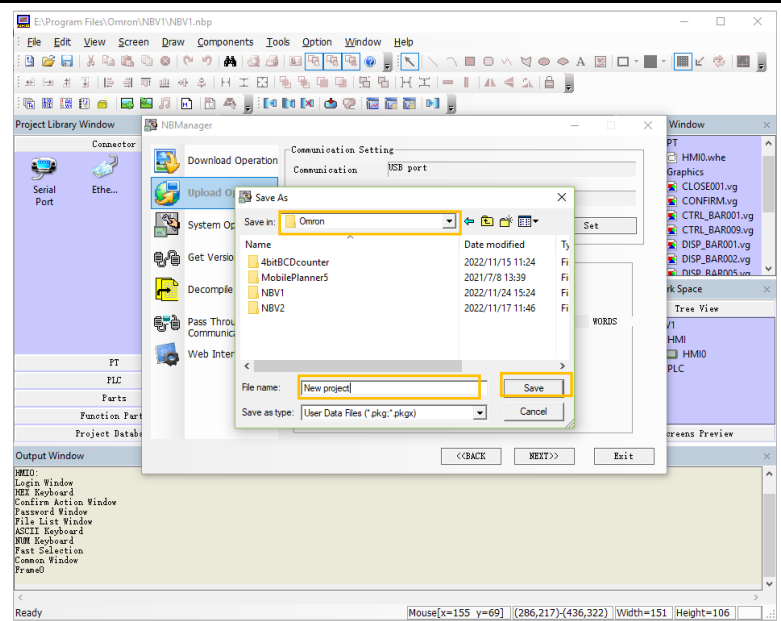 E:\Program Files\Omron\NBV1\NBV1.nbp
File Edit View Screen Draw Components Tools Option Window Help
Project Library Window
Connector
Serial Port
Ethe...
PT
PLC
Parts
Function Part
Project Databa
NBManager
Download Operation
Upload Op
System Op
Get Versio
Decompile
Pass Throu
Communica
Web Inter
Communication Setting
Communication USB port
Set
WORDS
<<BACK NEXT>> Exit
Save As
Save in: Omron
Name Date modified Ty
4bitBCDcounter 2022/11/15 11:24 Fi
MobilePlanner5 2021/7/8 13:39 Fi
NBV1 2022/11/24 15:24 Fi
NBV2 2022/11/17 11:46 Fi
File name: New project Save
Save as type: User Data Files (*.pkg;*.pkgx) Cancel
Window
PT
HMI0.whe
Graphics
CLOSE001.vg
CONFIRM.vg
CTRL_BAR001.vg
CTRL_BAR009.vg
DISP_BAR001.vg
DISP_BAR002.vg
DISP_BAR005.vg
rk Space
Tree View
V1
HMI
HMI0
PLC
creens Preview
Output Window
HMI0:
Login Window
HEX Keyboard
Confirm Action Window
Password Window
File List Window
ASCII Keyboard
NUM Keyboard
Fast Selection
Common Window
Frame0
Ready Mouse[x=155 y=69] (286,217)-(436,322) Width=151 Height=106